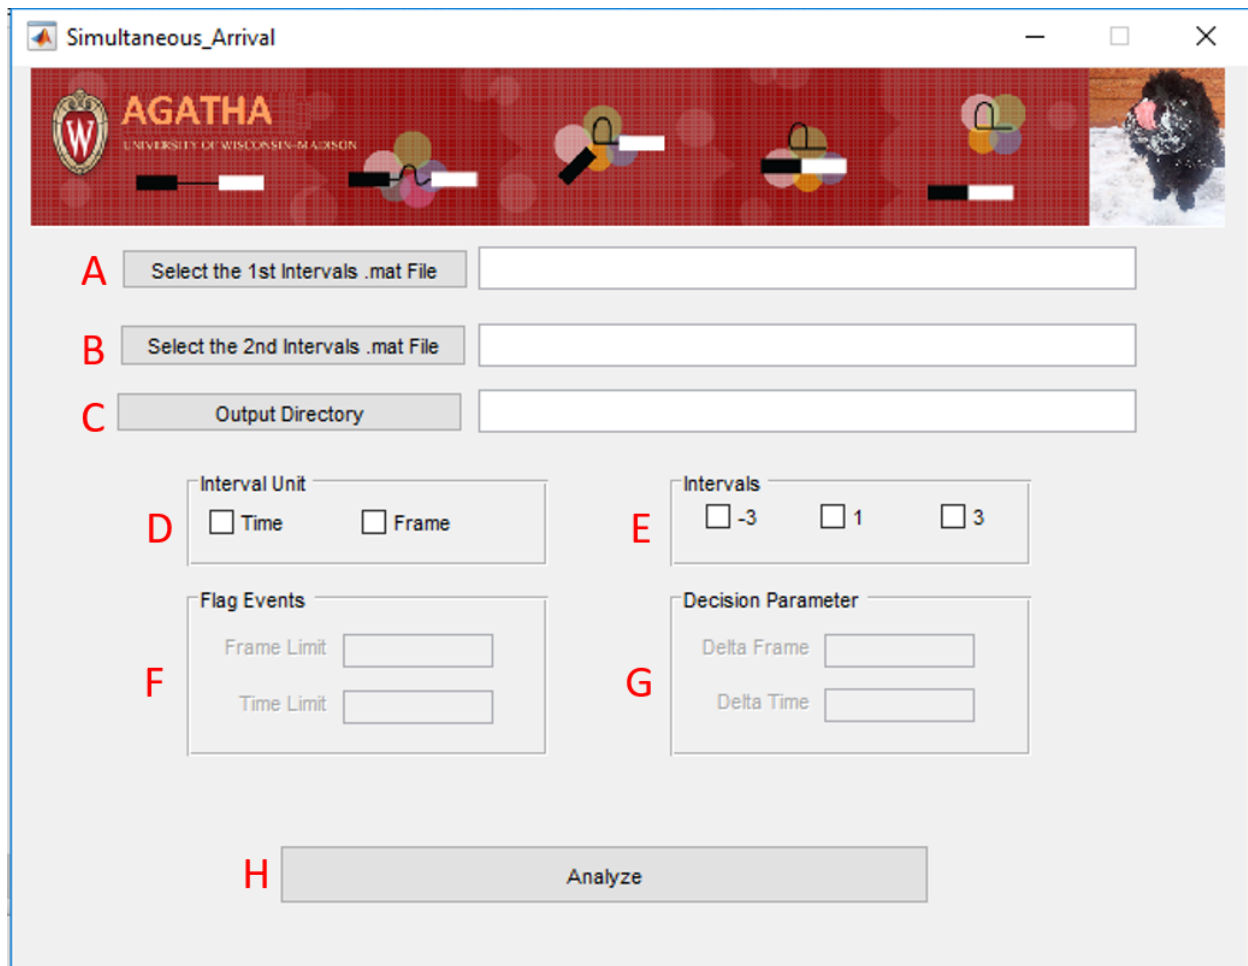 Simultaneous_Arrival
AGATHA
UNIVERSITY OF WISCONSIN–MADISON
W
A
Select the 1st Intervals .mat File
B
Select the 2nd Intervals .mat File
C
Output Directory
Interval Unit
D
Time
Frame
Intervals
E
-3
1
3
Flag Events
F
Frame Limit
Time Limit
Decision Parameter
G
Delta Frame
Delta Time
H
Analyze